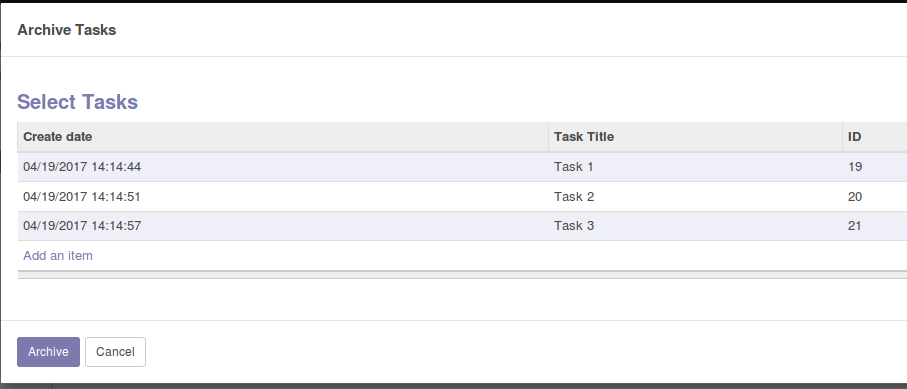 Archive Tasks
Select Tasks
Create date Task Title ID
04/19/2017 14:14:44 Task 1 19
04/19/2017 14:14:51 Task 2 20
04/19/2017 14:14:57 Task 3 21
Add an item
Archive Cancel